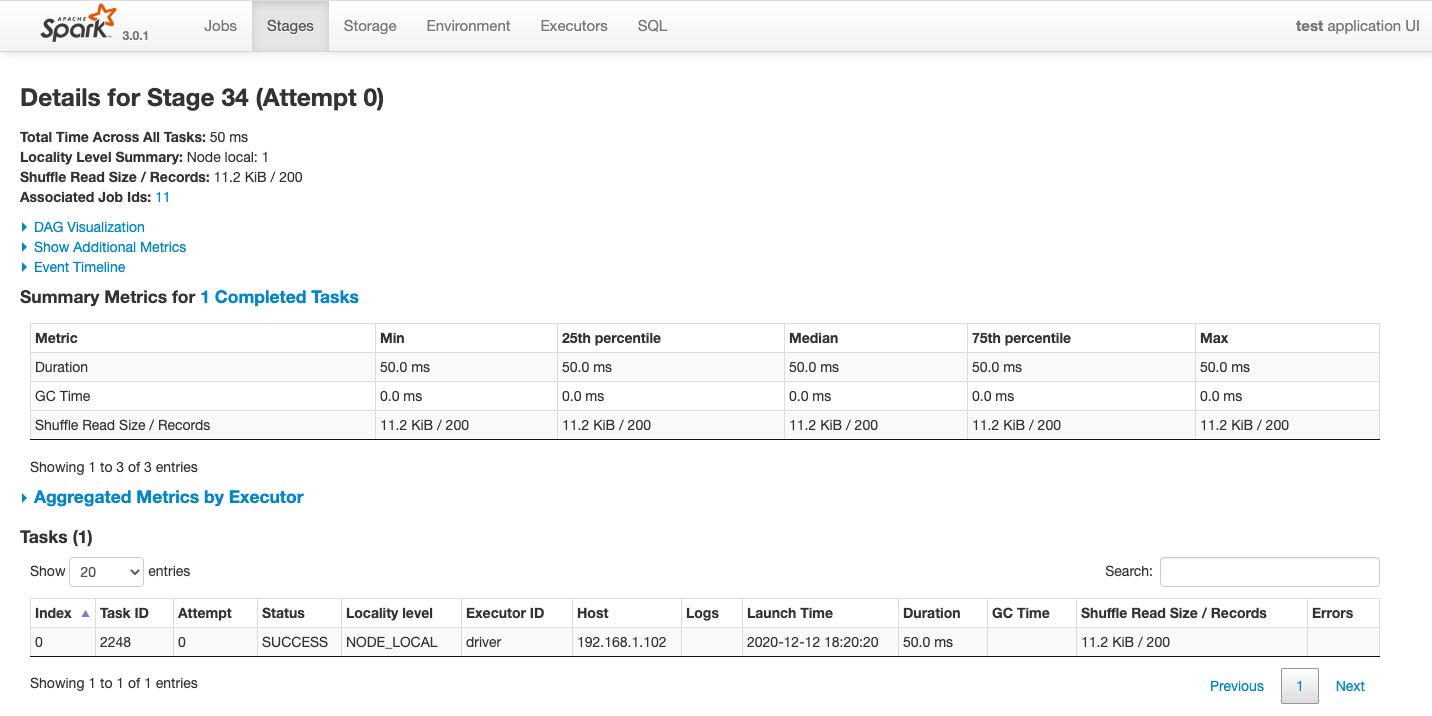 APACHE Spark 3.0.1 Jobs Stages Storage Environment Executors SQL test application UI
Details for Stage 34 (Attempt 0)
Total Time Across All Tasks: 50 ms
Locality Level Summary: Node local: 1
Shuffle Read Size / Records: 11.2 KiB / 200
Associated Job Ids: 11
DAG Visualization
Show Additional Metrics
Event Timeline
Summary Metrics for 1 Completed Tasks
Metric Min 25th percentile Median 75th percentile Max
Duration 50.0 ms 50.0 ms 50.0 ms 50.0 ms 50.0 ms
GC Time 0.0 ms 0.0 ms 0.0 ms 0.0 ms 0.0 ms
Shuffle Read Size / Records 11.2 KiB / 200 11.2 KiB / 200 11.2 KiB / 200 11.2 KiB / 200 11.2 KiB / 200
Showing 1 to 3 of 3 entries
Aggregated Metrics by Executor
Tasks (1)
Show 20 entries Search:
Index Task ID Attempt Status Locality level Executor ID Host Logs Launch Time Duration GC Time Shuffle Read Size / Records Errors
0 2248 0 SUCCESS NODE_LOCAL driver 192.168.1.102 2020-12-12 18:20:20 50.0 ms 11.2 KiB / 200
Showing 1 to 1 of 1 entries Previous 1 Next